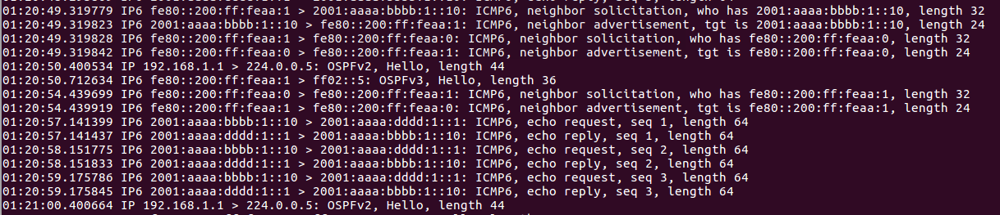 01:20:49.319779 IP6 fe80::200:ff:feaa:1 > 2001:aaaa:bbbb:1::10: ICMP6, neighbor solicitation, who has 2001:aaaa:bbbb:1::10, length 32
01:20:49.319823 IP6 2001:aaaa:bbbb:1::10 > fe80::200:ff:feaa:1: ICMP6, neighbor advertisement, tgt is 2001:aaaa:bbbb:1::10, length 24
01:20:49.319828 IP6 fe80::200:ff:feaa:1 > fe80::200:ff:feaa:0: ICMP6, neighbor solicitation, who has fe80::200:ff:feaa:0, length 32
01:20:49.319842 IP6 fe80::200:ff:feaa:0 > fe80::200:ff:feaa:1: ICMP6, neighbor advertisement, tgt is fe80::200:ff:feaa:0, length 24
01:20:50.400534 IP 192.168.1.1 > 224.0.0.5: OSPFv2, Hello, length 44
01:20:50.712634 IP6 fe80::200:ff:feaa:1 > ff02::5: OSPFv3, Hello, length 36
01:20:54.439699 IP6 fe80::200:ff:feaa:0 > fe80::200:ff:feaa:1: ICMP6, neighbor solicitation, who has fe80::200:ff:feaa:1, length 32
01:20:54.439919 IP6 fe80::200:ff:feaa:1 > fe80::200:ff:feaa:0: ICMP6, neighbor advertisement, tgt is fe80::200:ff:feaa:1, length 24
01:20:57.141399 IP6 2001:aaaa:bbbb:1::10 > 2001:aaaa:dddd:1::1: ICMP6, echo request, seq 1, length 64
01:20:57.141437 IP6 2001:aaaa:dddd:1::1 > 2001:aaaa:bbbb:1::10: ICMP6, echo reply, seq 1, length 64
01:20:58.151775 IP6 2001:aaaa:bbbb:1::10 > 2001:aaaa:dddd:1::1: ICMP6, echo request, seq 2, length 64
01:20:58.151833 IP6 2001:aaaa:dddd:1::1 > 2001:aaaa:bbbb:1::10: ICMP6, echo reply, seq 2, length 64
01:20:59.175786 IP6 2001:aaaa:bbbb:1::10 > 2001:aaaa:dddd:1::1: ICMP6, echo request, seq 3, length 64
01:20:59.175845 IP6 2001:aaaa:dddd:1::1 > 2001:aaaa:bbbb:1::10: ICMP6, echo reply, seq 3, length 64
01:21:00.400664 IP 192.168.1.1 > 224.0.0.5: OSPFv2, Hello, length 44